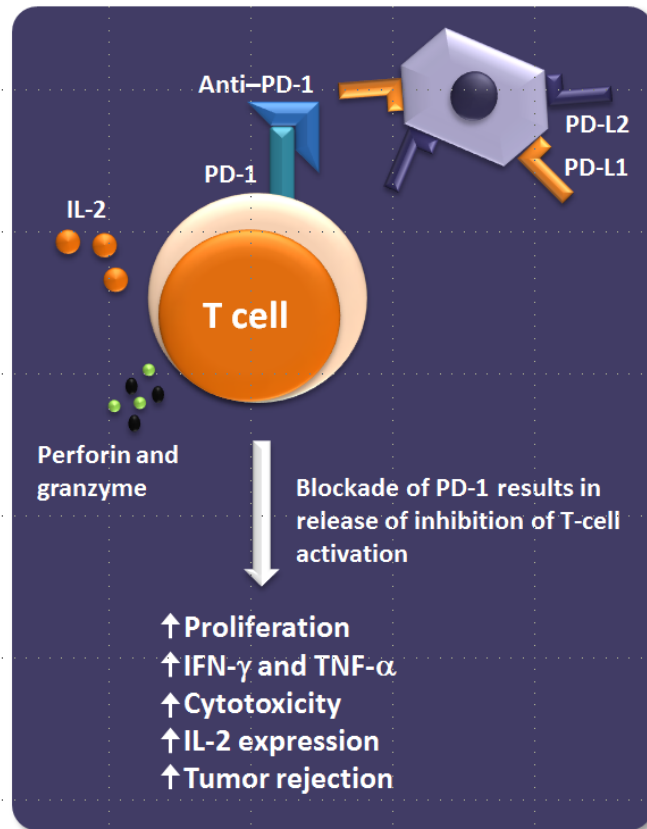 Anti–PD-1
PD-L2
PD-1
PD-L1
IL-2
T cell
Perforin and
granzyme
Blockade of PD-1 results in
release of inhibition of T-cell
activation
↑Proliferation
↑IFN-γ and TNF-α
↑Cytotoxicity
↑IL-2 expression
↑Tumor rejection